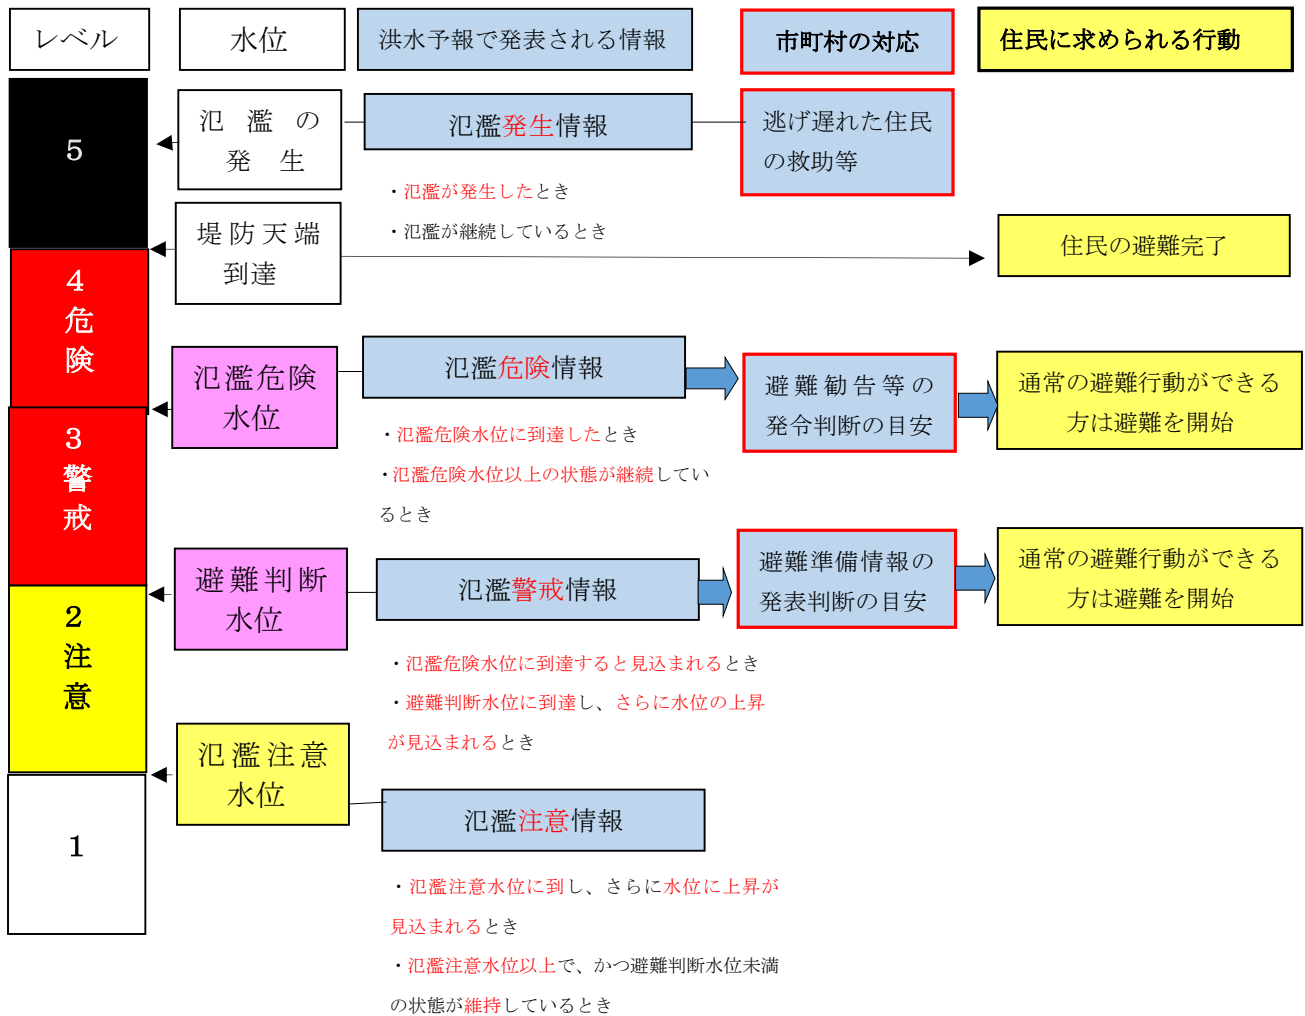 レベル
水位
洪水予報で発表される情報
市町村の対応
住民に求められる行動
5
氾濫の
発生
氾濫発生情報
逃げ遅れた住民
の救助等
・氾濫が発生したとき
・氾濫が継続しているとき
堤防天端
到達
住民の避難完了
4
危
険
氾濫危険
水位
氾濫危険情報
避難勧告等の
発令判断の目安
通常の避難行動ができる
方は避難を開始
・氾濫危険水位に到達したとき
・氾濫危険水位以上の状態が継続してい
るとき
3
警
戒
避難判断
水位
氾濫警戒情報
避難準備情報の
発表判断の目安
通常の避難行動ができる
方は避難を開始
・氾濫危険水位に到達すると見込まれるとき
・避難判断水位に到達し、さらに水位の上昇
が見込まれるとき
2
注
意
氾濫注意
水位
氾濫注意情報
・氾濫注意水位に到し、さらに水位に上昇が
見込まれるとき
・氾濫注意水位以上で、かつ避難判断水位未満
の状態が維持しているとき
1